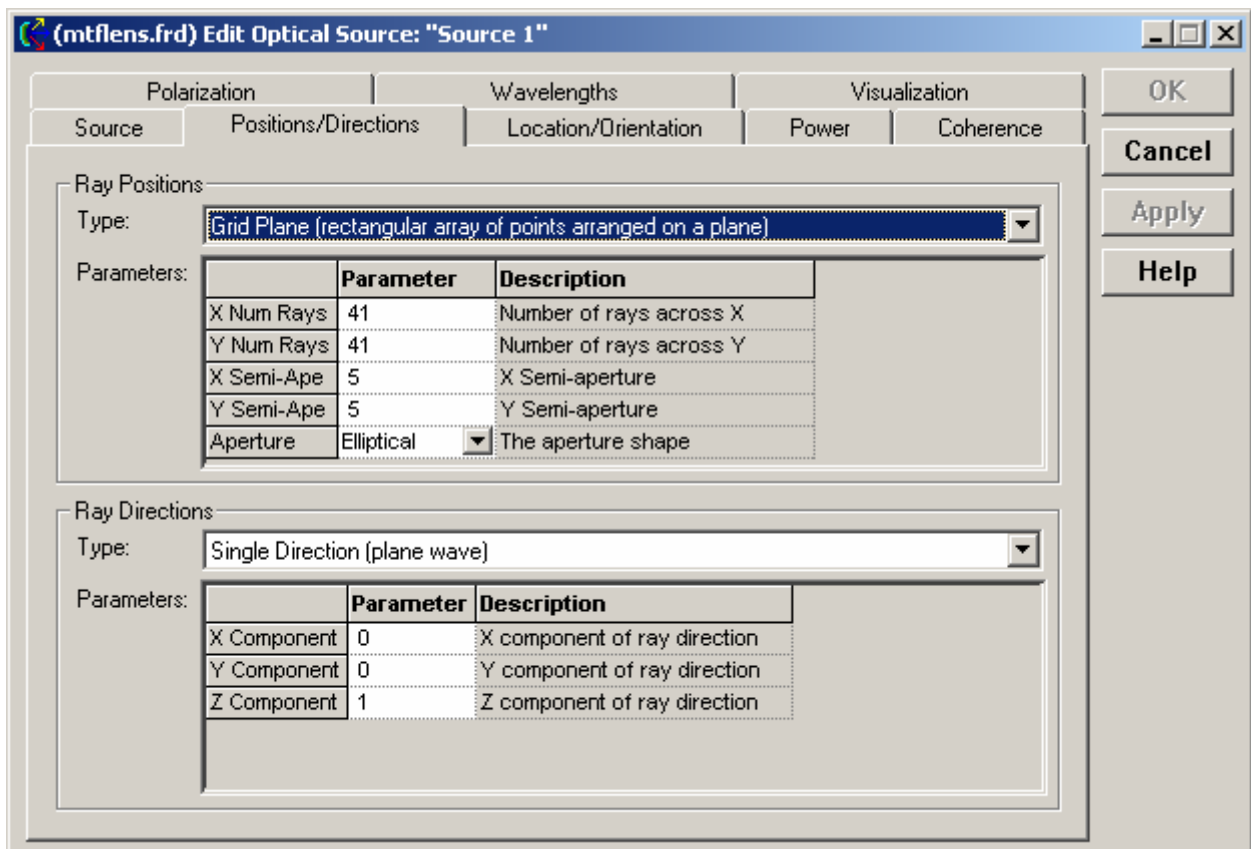 (mtflens.frd) Edit Optical Source: "Source 1"
Polarization Wavelengths Visualization
Source Positions/Directions Location/Orientation Power Coherence
OK
Cancel
Apply
Help
Ray Positions
Type: Grid Plane (rectangular array of points arranged on a plane)
Parameters: Parameter Description
X Num Rays 41 Number of rays across X
Y Num Rays 41 Number of rays across Y
X Semi-Ape 5 X Semi-aperture
Y Semi-Ape 5 Y Semi-aperture
Aperture Elliptical The aperture shape
Ray Directions
Type: Single Direction (plane wave)
Parameters: Parameter Description
X Component 0 X component of ray direction
Y Component 0 Y component of ray direction
Z Component 1 Z component of ray direction